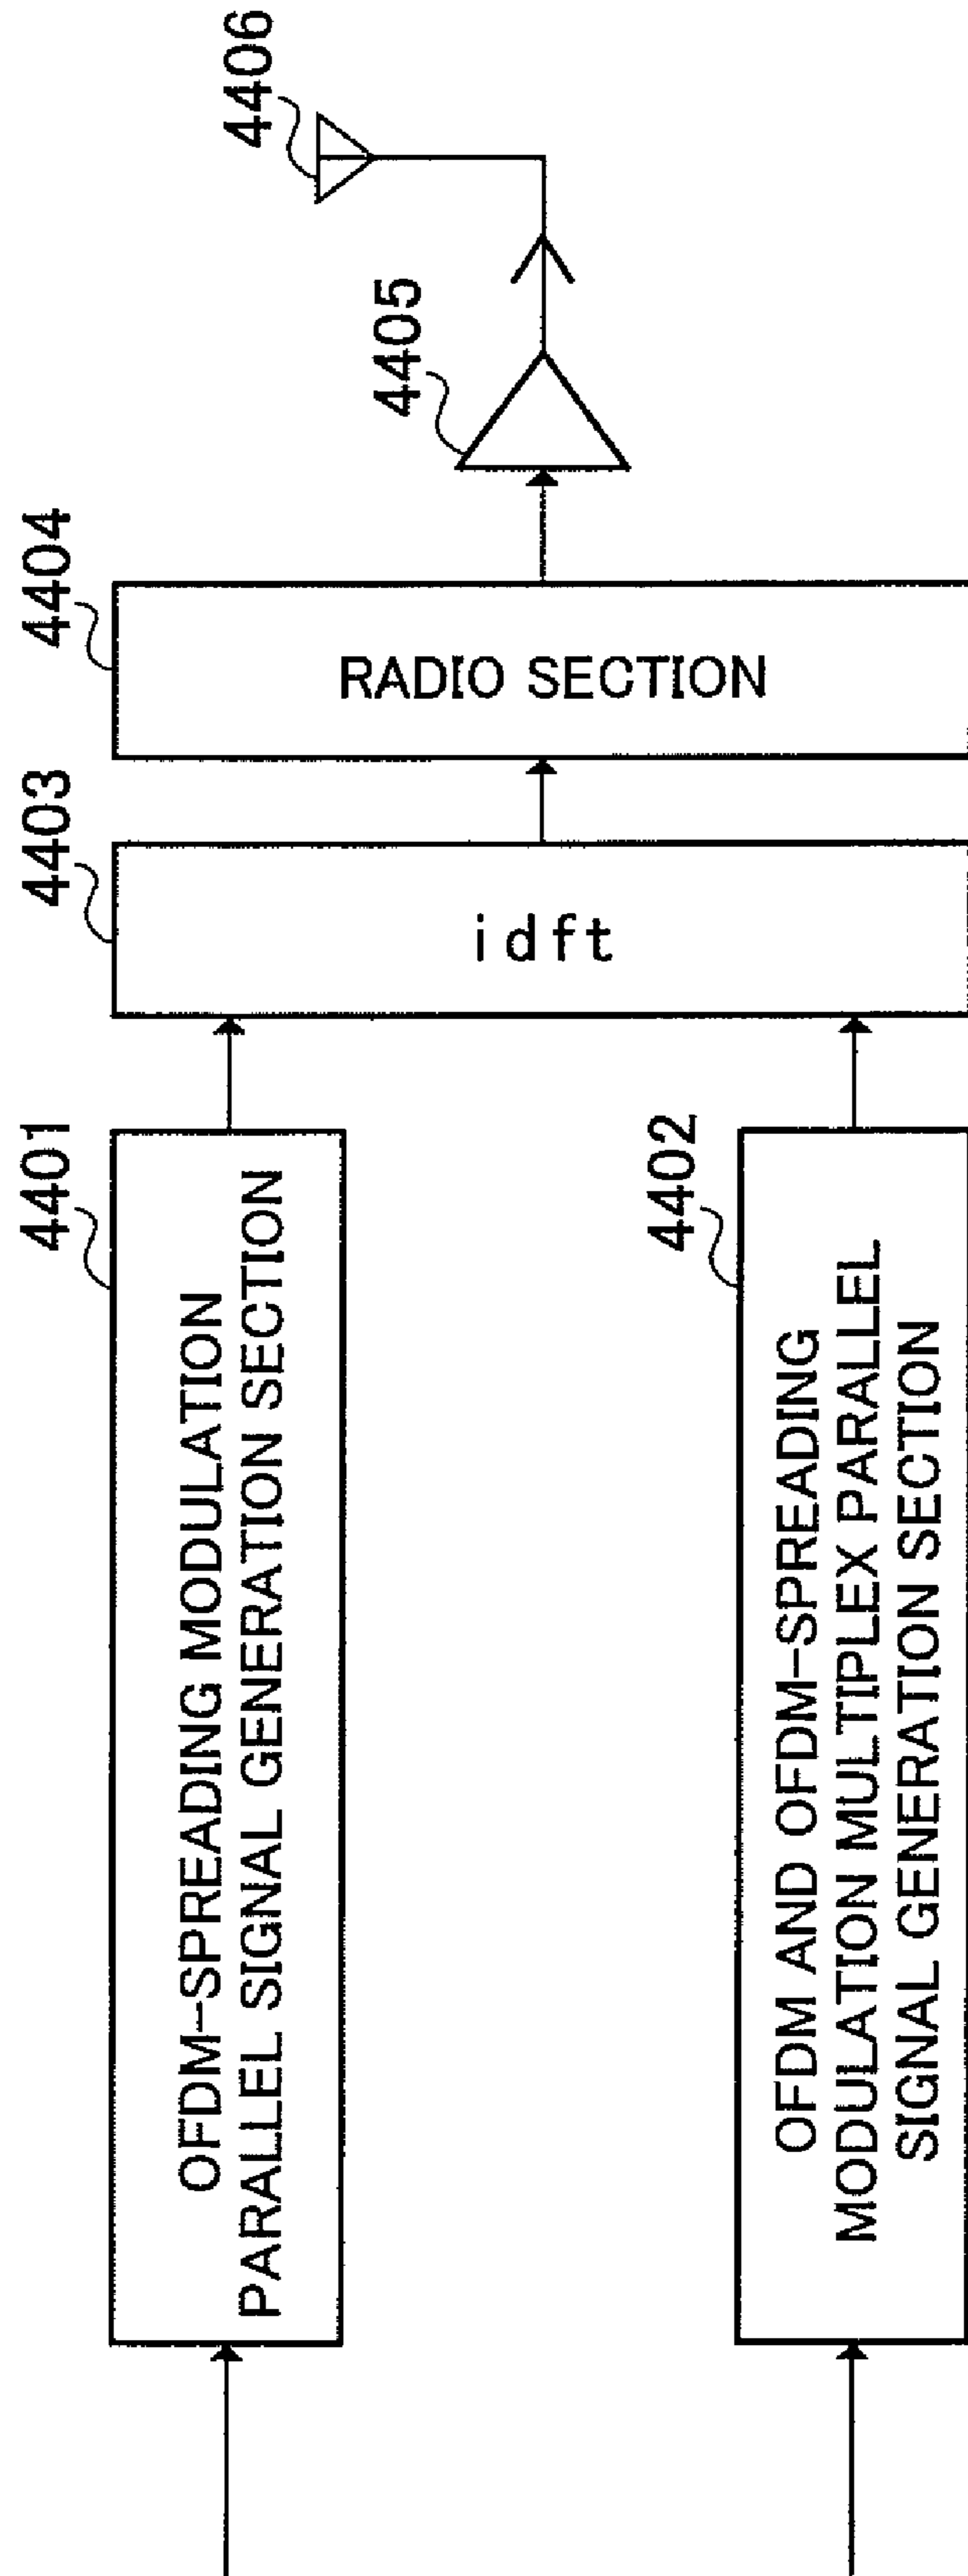 4401
OFDM-SPREADING MODULATION
PARALLEL SIGNAL GENERATION SECTION
4402
OFDM AND OFDM-SPREADING
MODULATION MULTIPLEX PARALLEL
SIGNAL GENERATION SECTION
4403
idft
4404
RADIO SECTION
4405
4406